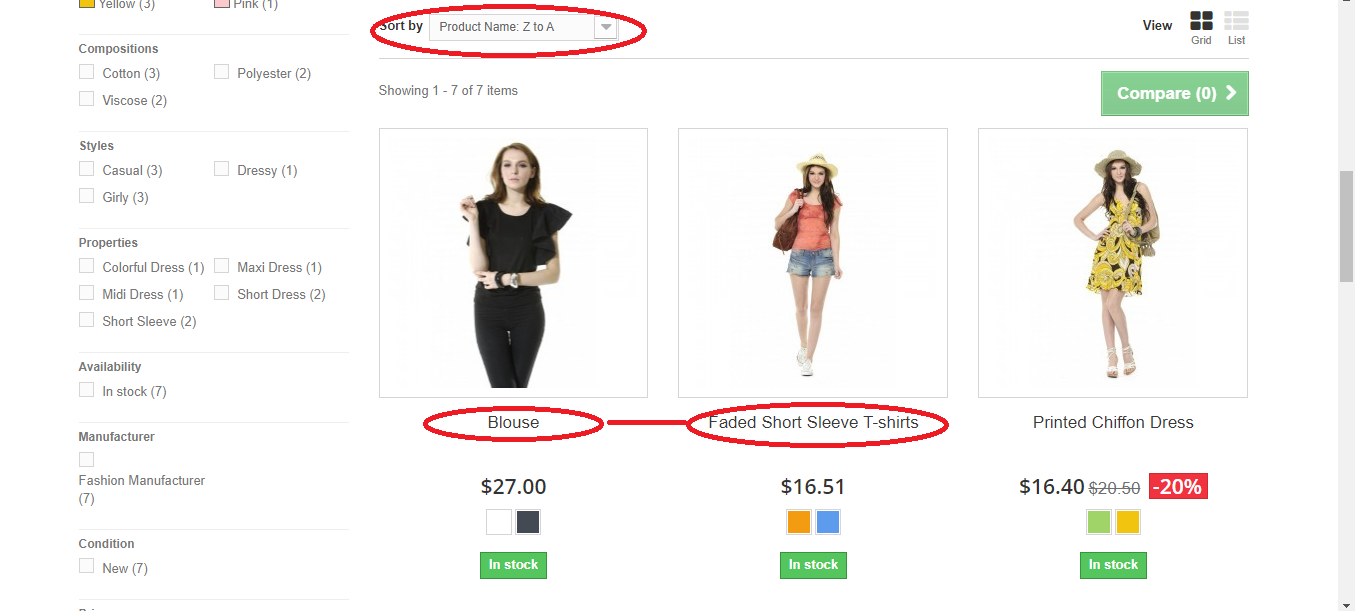 Yellow (3) Pink (1)
Compositions
Cotton (3) Polyester (2)
Viscose (2)
Styles
Casual (3) Dressy (1)
Girly (3)
Properties
Colorful Dress (1) Maxi Dress (1)
Midi Dress (1) Short Dress (2)
Short Sleeve (2)
Availability
In stock (7)
Manufacturer
Fashion Manufacturer
(7)
Condition
New (7)
Sort by Product Name: Z to A
View
Grid List
Showing 1 - 7 of 7 items
Compare (0)
Blouse
$27.00
In stock
Faded Short Sleeve T-shirts
$16.51
In stock
Printed Chiffon Dress
$16.40 $20.50 -20%
In stock